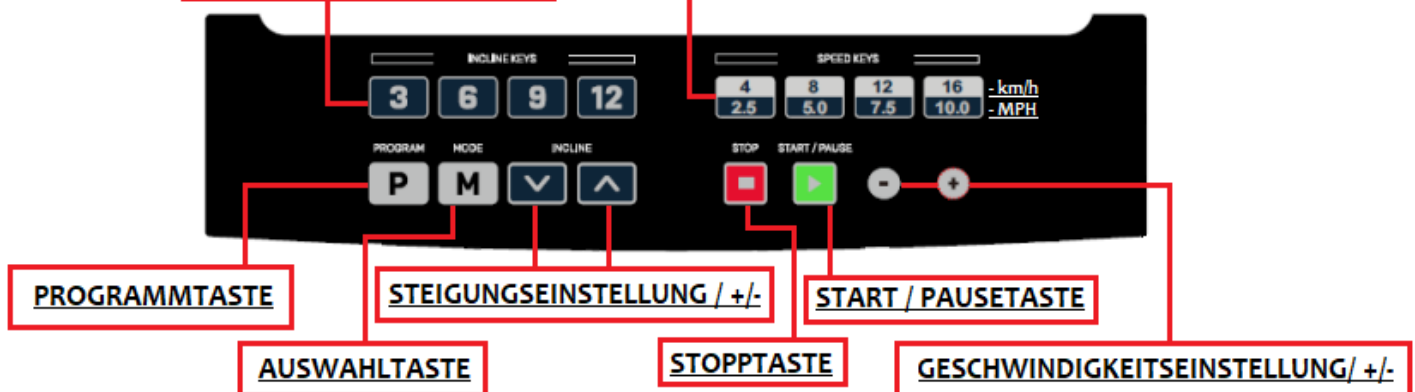 INCLINE KEYS
SPEED KEYS
3 6 9 12
4 8 12 16 - km/h
2.5 5.0 7.5 10.0 - MPH
PROGRAM MODE INCLINE STOP START / PAUSE
P M - +
PROGRAMMTASTE
STEIGUNGSEINSTELLUNG / +/-
START / PAUSETASTE
AUSWAHLTASTE
STOPPTASTE
GESCHWINDIGKEITSEINSTELLUNG/ +/-